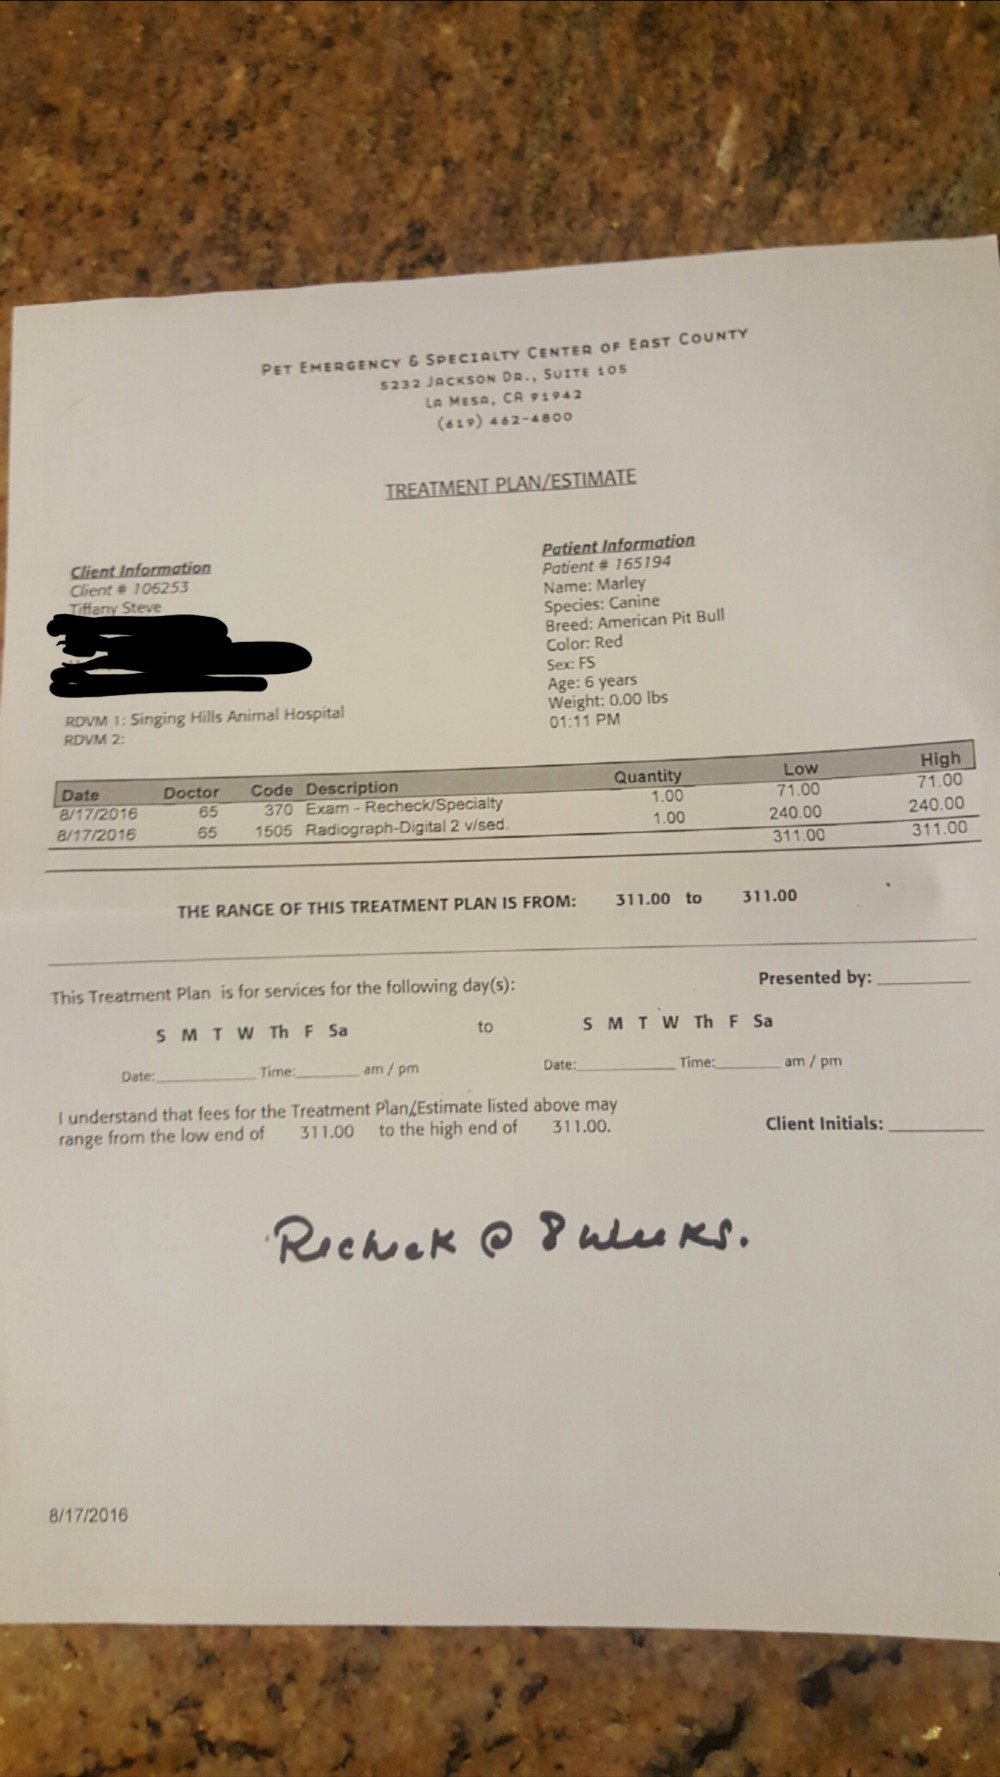 PET EMERGENCY & SPECIALTY CENTER OF EAST COUNTY
5232 JACKSON DR., SUITE 105
LA MESA, CA 91942
(619) 462-4800
TREATMENT PLAN/ESTIMATE
Client Information
Client # 106253
Tiffany Steve
RDVM 1: Singing Hills Animal Hospital
RDVM 2:
Patient Information
Patient # 165194
Name: Marley
Species: Canine
Breed: American Pit Bull
Color: Red
Sex: FS
Age: 6 years
Weight: 0.00 lbs
01:11 PM
Date Doctor Code Description Quantity Low High
8/17/2016 65 370 Exam - Recheck/Specialty 1.00 71.00 71.00
8/17/2016 65 1505 Radiograph-Digital 2 v/sed. 1.00 240.00 240.00
311.00 311.00
THE RANGE OF THIS TREATMENT PLAN IS FROM: 311.00 to 311.00
This Treatment Plan is for services for the following day(s): Presented by:
S M T W Th F Sa to S M T W Th F Sa
Date: Time: am / pm Date: Time: am / pm
I understand that fees for the Treatment Plan/Estimate listed above may
range from the low end of 311.00 to the high end of 311.00. Client Initials:
Recheck @ 8 weeks.
8/17/2016